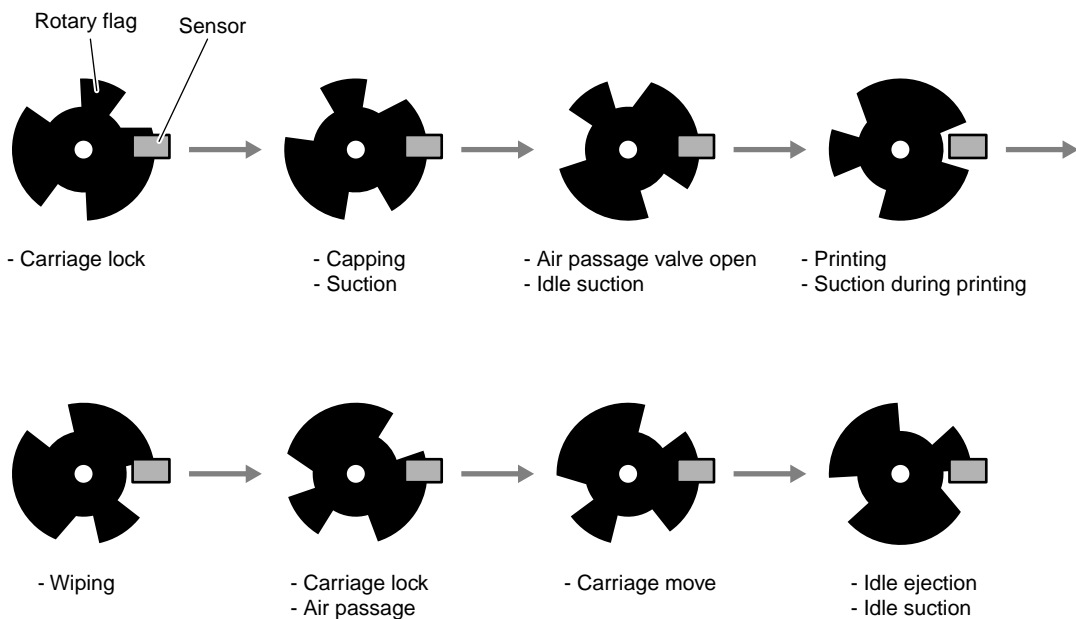 Rotary flag
Sensor
- Carriage lock
- Capping
- Suction
- Air passage valve open
- Idle suction
- Printing
- Suction during printing
- Wiping
- Carriage lock
- Air passage
- Carriage move
- Idle ejection
- Idle suction